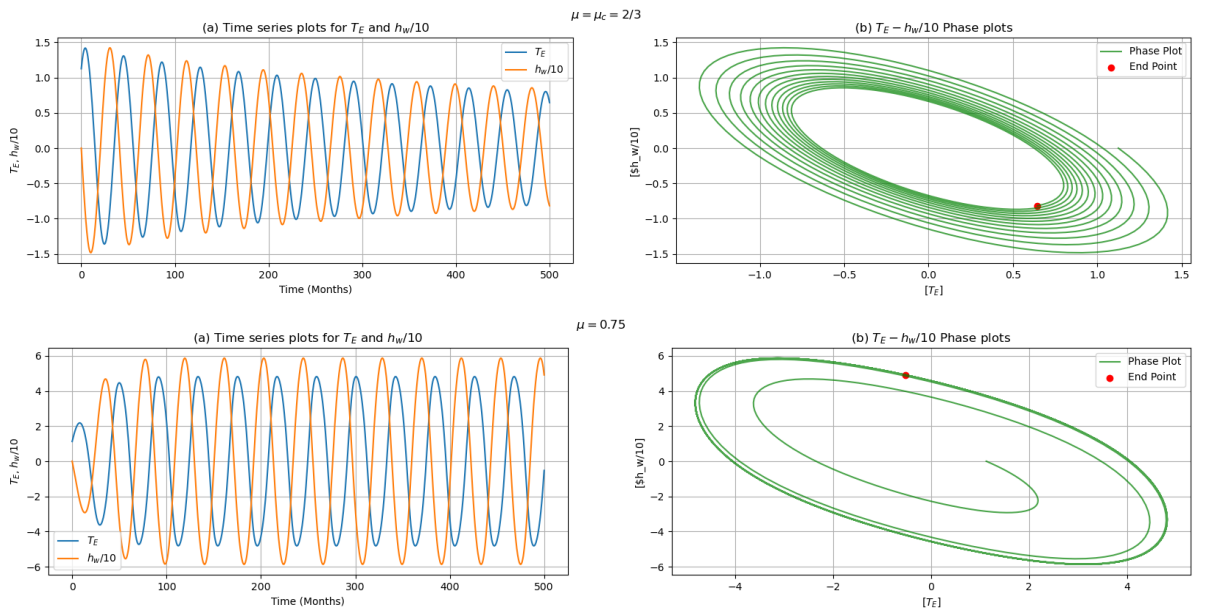 μ = μ_c = 2/3
(a) Time series plots for T_E and h_w/10
1.5
1.0
0.5
0.0
−0.5
−1.0
−1.5
T_E, h_w/10
T_E
h_w/10
0 100 200 300 400 500
Time (Months)
(b) T_E − h_w/10 Phase plots
1.5
1.0
0.5
0.0
−0.5
−1.0
−1.5
[$h_w/10]
Phase Plot
End Point
−1.0 −0.5 0.0 0.5 1.0 1.5
[T_E]
μ = 0.75
(a) Time series plots for T_E and h_w/10
6
4
2
0
−2
−4
−6
T_E, h_w/10
T_E
h_w/10
0 100 200 300 400 500
Time (Months)
(b) T_E − h_w/10 Phase plots
6
4
2
0
−2
−4
−6
[$h_w/10]
Phase Plot
End Point
−4 −2 0 2 4
[T_E]